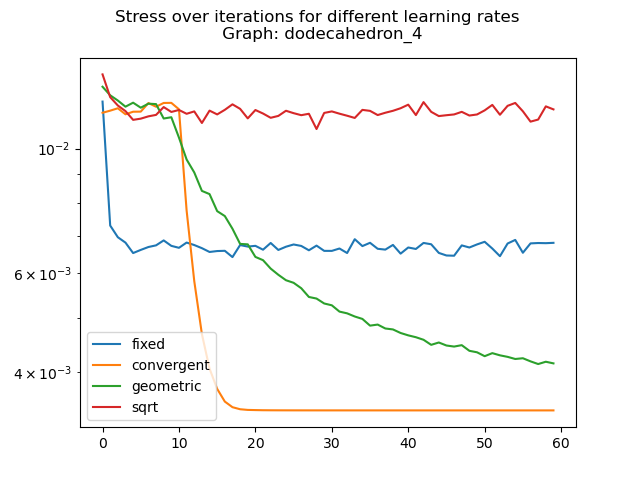 Stress over iterations for different learning rates
Graph: dodecahedron_4
10⁻²
6 × 10⁻³
4 × 10⁻³
fixed
convergent
geometric
sqrt
0 10 20 30 40 50 60